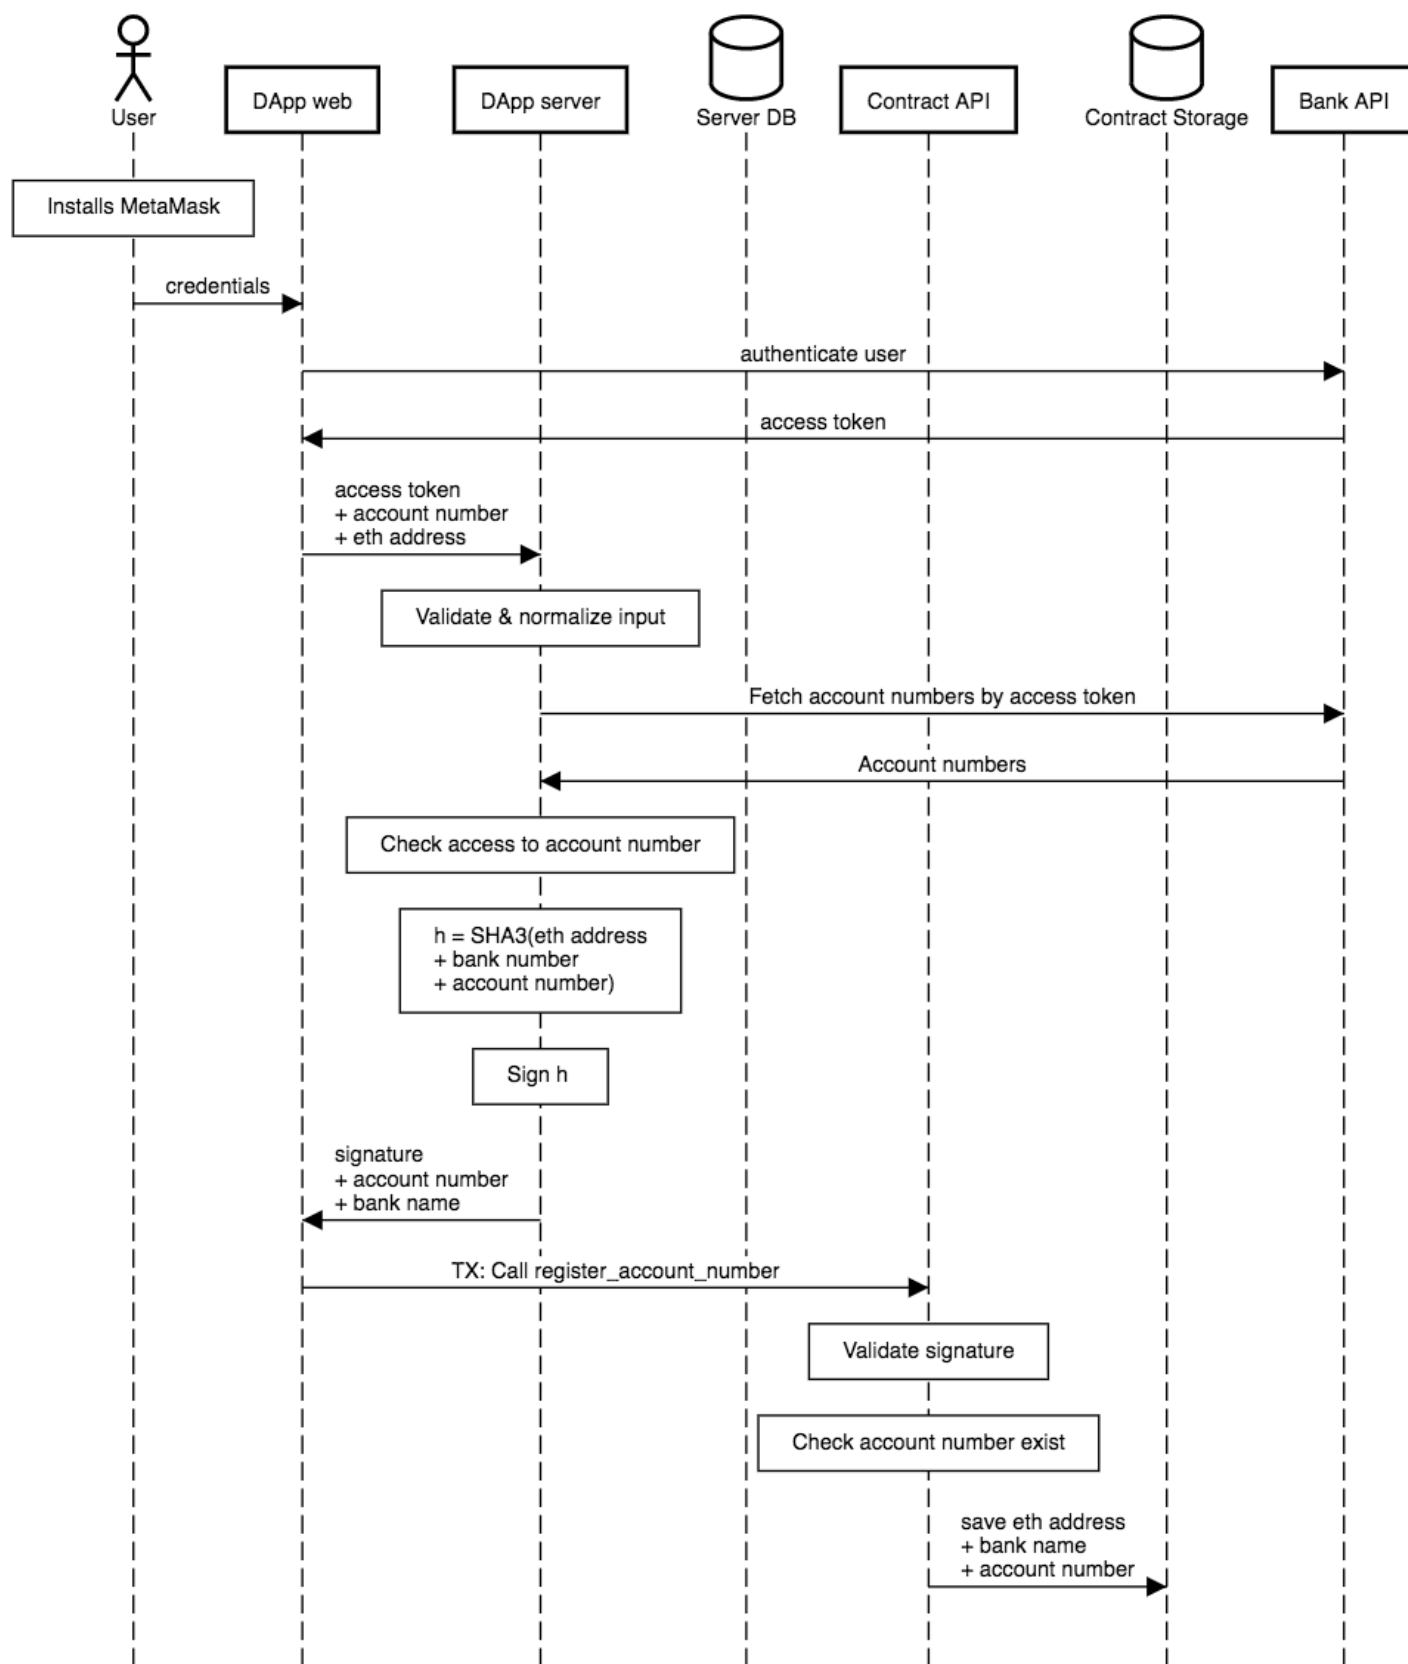 User
DApp web
DApp server
Server DB
Contract API
Contract Storage
Bank API
Installs MetaMask
credentials
authenticate user
access token
access token
+ account number
+ eth address
Validate & normalize input
Fetch account numbers by access token
Account numbers
Check access to account number
h = SHA3(eth address
+ bank number
+ account number)
Sign h
signature
+ account number
+ bank name
TX: Call register_account_number
Validate signature
Check account number exist
save eth address
+ bank name
+ account number